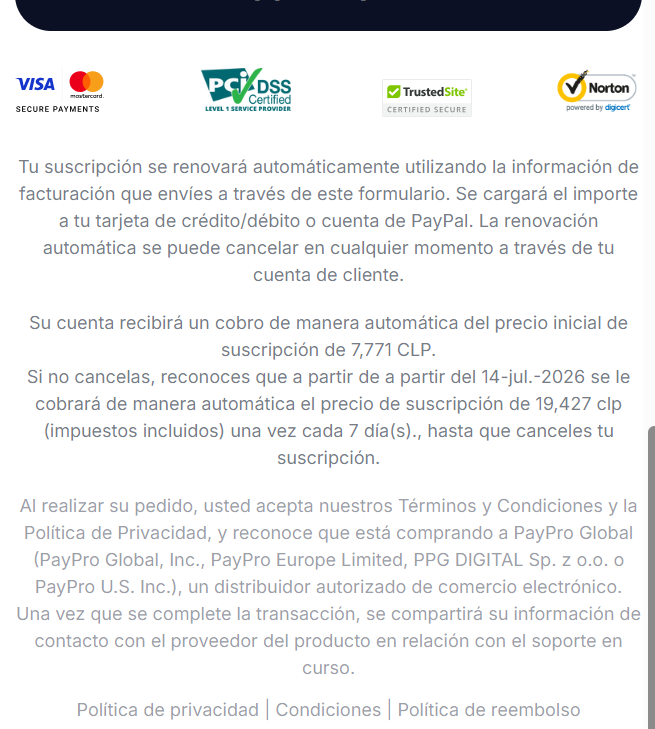 VISA
mastercard.
SECURE PAYMENTS
PCI DSS
Certified
LEVEL 1 SERVICE PROVIDER
TrustedSite
CERTIFIED SECURE
Norton
powered by digicert
Tu suscripción se renovará automáticamente utilizando la información de
facturación que envíes a través de este formulario. Se cargará el importe
a tu tarjeta de crédito/débito o cuenta de PayPal. La renovación
automática se puede cancelar en cualquier momento a través de tu
cuenta de cliente.
Su cuenta recibirá un cobro de manera automática del precio inicial de
suscripción de 7,771 CLP.
Si no cancelas, reconoces que a partir de a partir del 14-jul.-2026 se le
cobrará de manera automática el precio de suscripción de 19,427 clp
(impuestos incluidos) una vez cada 7 día(s)., hasta que canceles tu
suscripción.
Al realizar su pedido, usted acepta nuestros Términos y Condiciones y la
Política de Privacidad, y reconoce que está comprando a PayPro Global
(PayPro Global, Inc., PayPro Europe Limited, PPG DIGITAL Sp. z o.o. o
PayPro U.S. Inc.), un distribuidor autorizado de comercio electrónico.
Una vez que se complete la transacción, se compartirá su información de
contacto con el proveedor del producto en relación con el soporte en
curso.
Política de privacidad | Condiciones | Política de reembolso